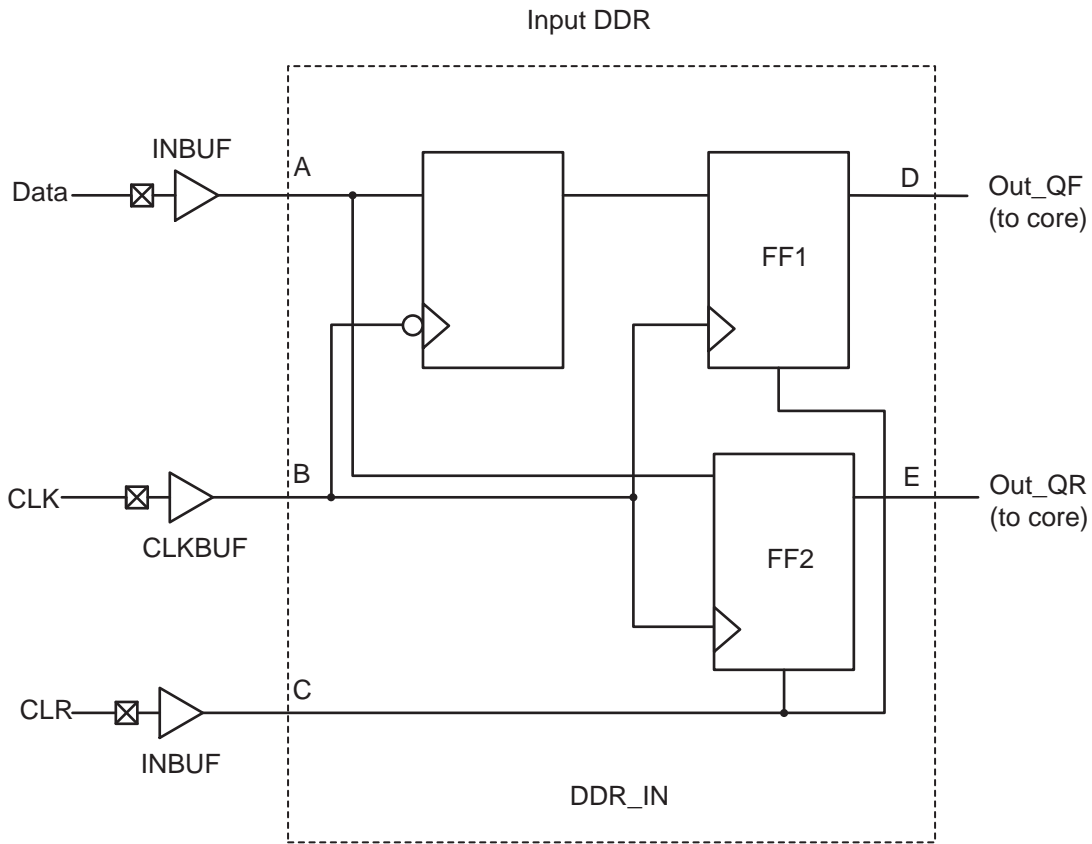 Input DDR
INBUF
A
Data
D
Out_QF
(to core)
FF1
B
CLK
CLKBUF
E
Out_QR
(to core)
FF2
C
CLR
INBUF
DDR_IN